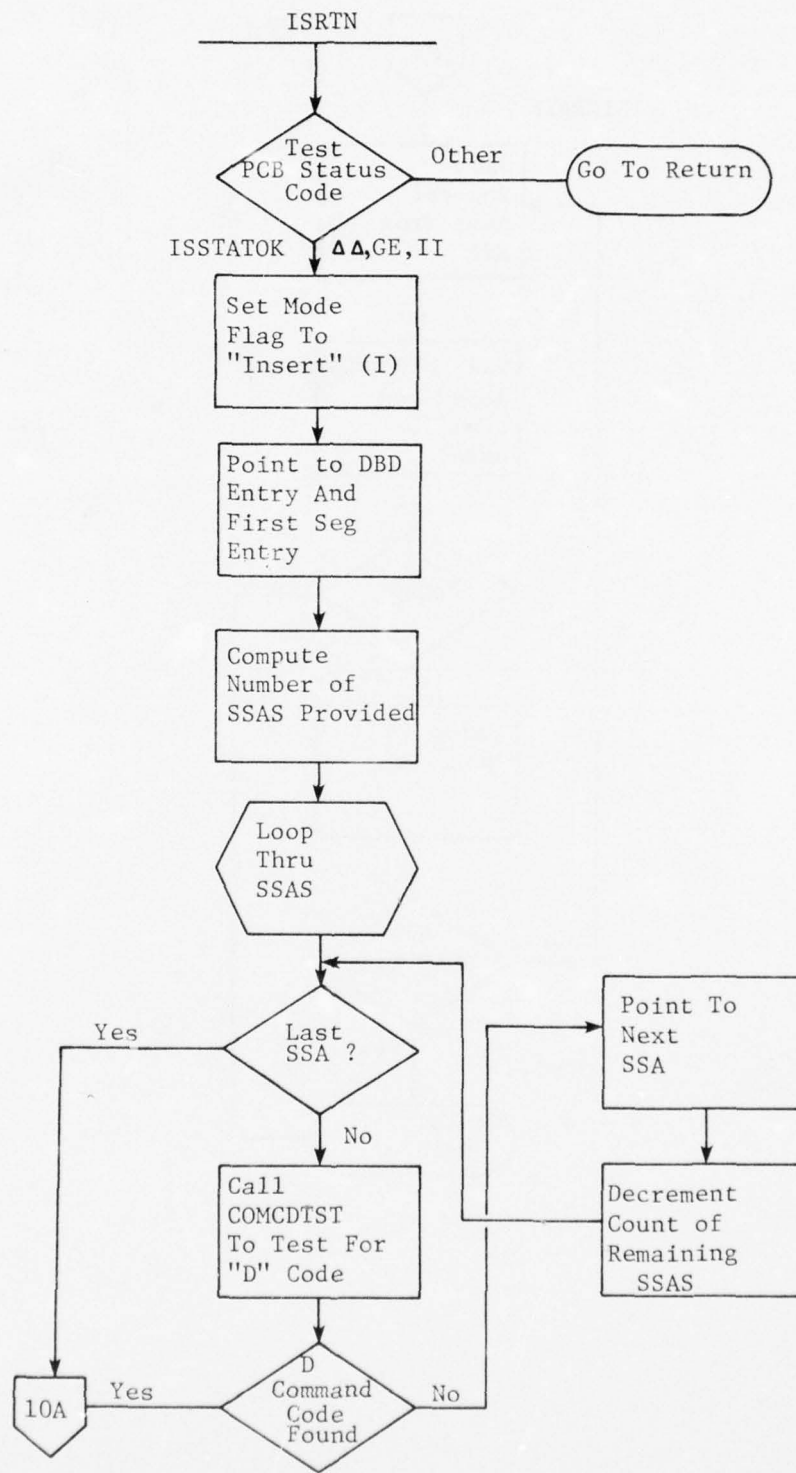 ISRTN
Test
PCB Status
Code
Other
Go To Return
ISSTATOK
ΔΔ,GE,II
Set Mode
Flag To
"Insert" (I)
Point to DBD
Entry And
First Seg
Entry
Compute
Number of
SSAS Provided
Loop
Thru
SSAS
Last
SSA ?
Yes
No
Call
COMCDTST
To Test For
"D" Code
D
Command
Code
Found
Yes
10A
No
Point To
Next
SSA
Decrement
Count of
Remaining
SSAS